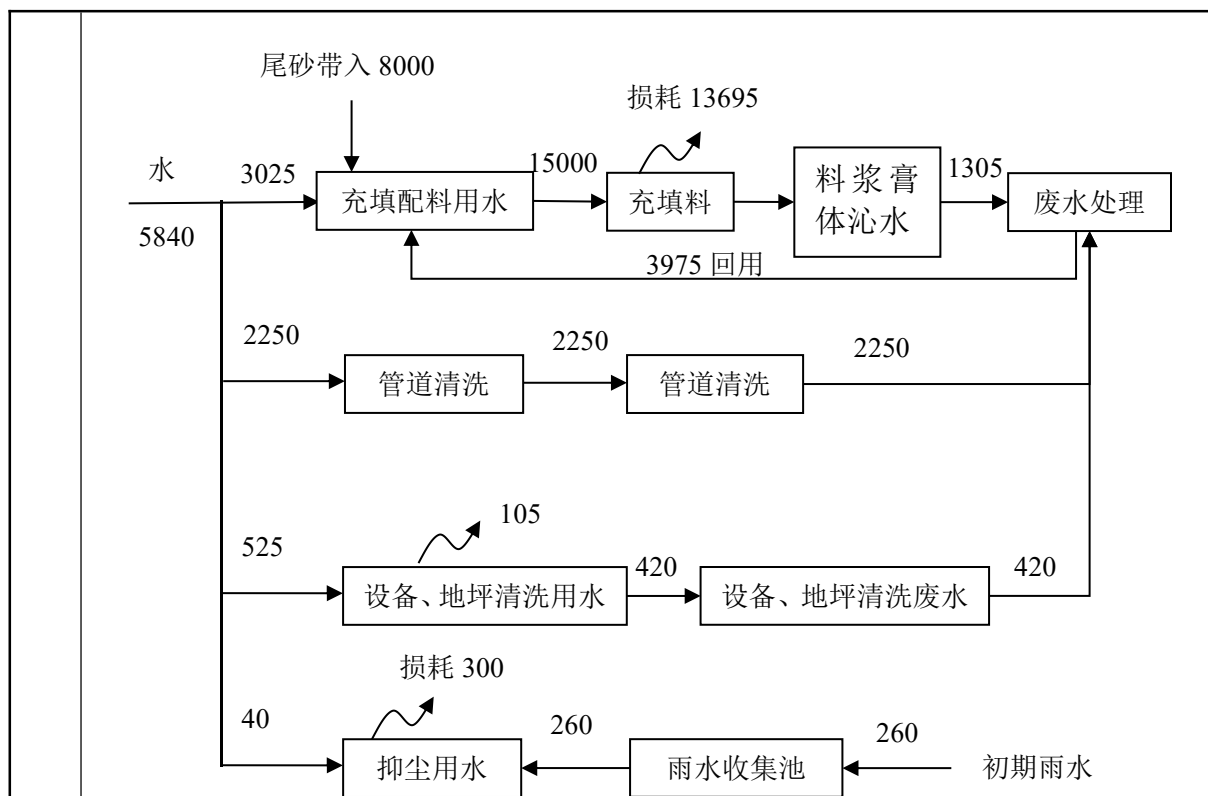 尾砂带入 8000
损耗 13695
水
3025
15000
1305
充填配料用水
充填料
料浆膏
体沁水
废水处理
5840
3975 回用
2250
2250
2250
管道清洗
管道清洗
105
525
420
420
设备、地坪清洗用水
设备、地坪清洗废水
损耗 300
40
260
260
抑尘用水
雨水收集池
初期雨水